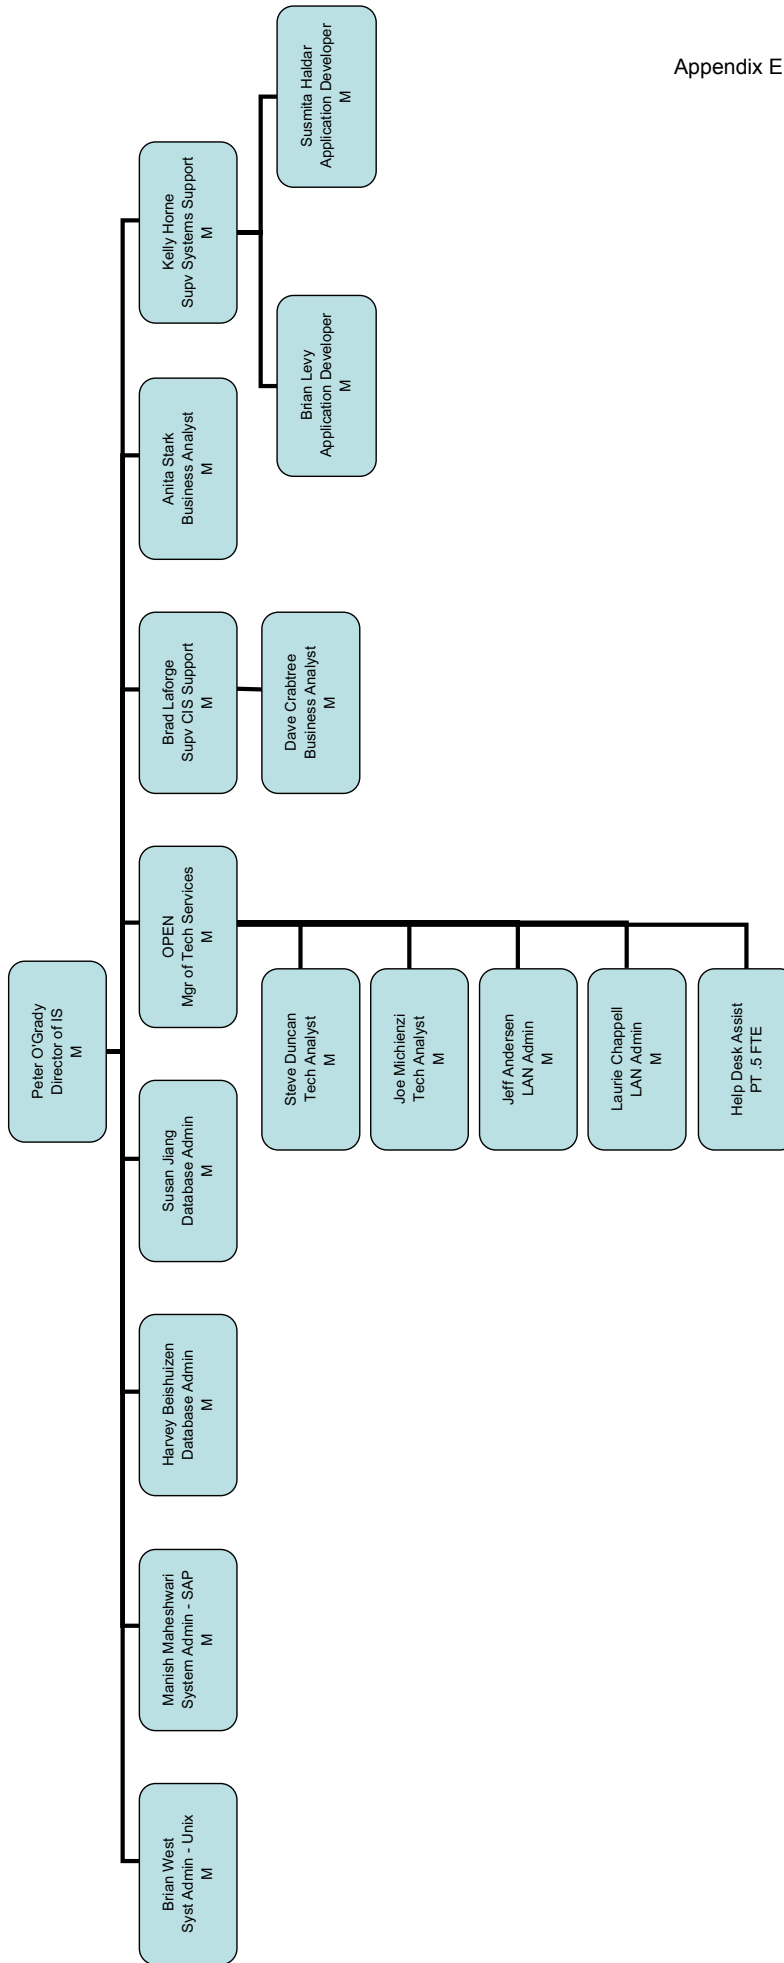 Appendix E
Peter O'Grady
Director of IS
M
Brian West
Syst Admin - Unix
M
Manish Maheshwari
System Admin - SAP
M
Harvey Beishuizen
Database Admin
M
Susan Jiang
Database Admin
M
OPEN
Mgr of Tech Services
M
Brad Laforge
Supv CIS Support
M
Anita Stark
Business Analyst
M
Kelly Horne
Supv Systems Support
M
Steve Duncan
Tech Analyst
M
Joe Michienzi
Tech Analyst
M
Jeff Andersen
LAN Admin
M
Laurie Chappell
LAN Admin
M
Help Desk Assist
PT .5 FTE
Dave Crabtree
Business Analyst
M
Brian Levy
Application Developer
M
Susmita Haldar
Application Developer
M